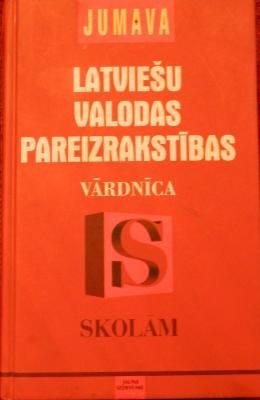 JUMAVA
LATVIEŠU
VALODAS
PAREIZRAKSTĪBAS
VĀRDNĪCA
S
SKOLĀM